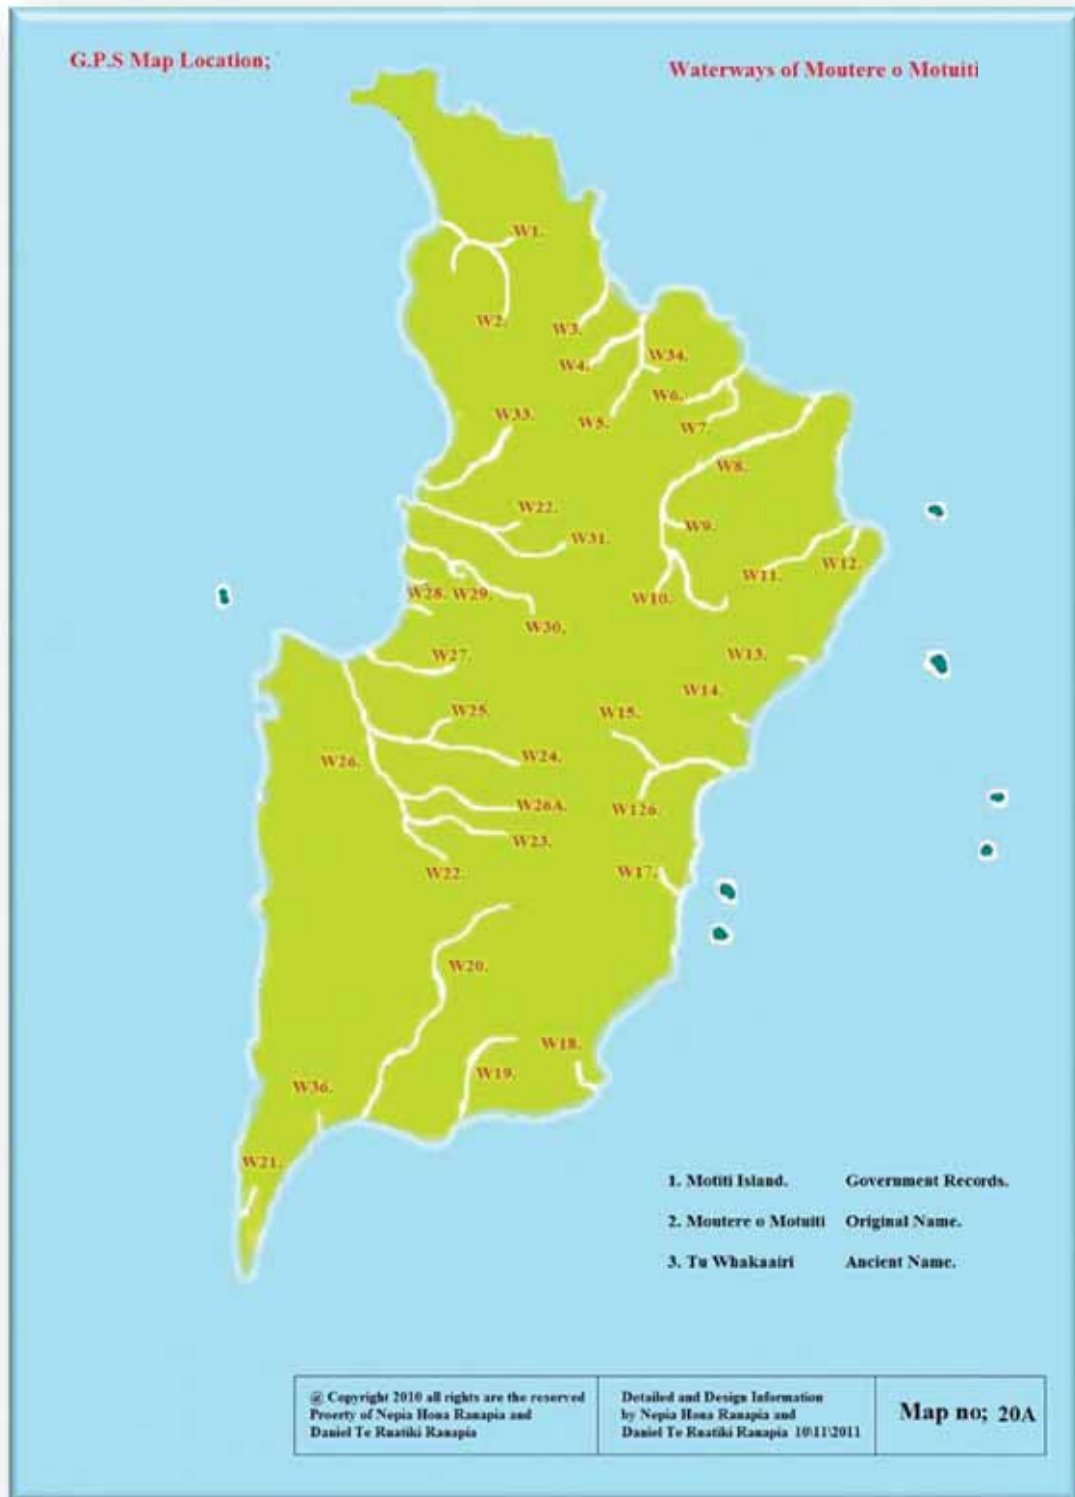 G.P.S Map Location;
Waterways of Moutere o Motuiti
W1.
W2.
W3.
W4.
W34.
W6.
W5.
W7.
W33.
W8.
W22.
W9.
W31.
W12.
W11.
W28. W29.
W10.
W30.
W27.
W13.
W14.
W25.
W15.
W24.
W26.
W26A.
W126.
W23.
W22.
W17.
W20.
W18.
W19.
W36.
W21.
1. Motiti Island. Government Records.
2. Moutere o Motuiti Original Name.
3. Tu Whakaairi Ancient Name.
@ Copyright 2010 all rights are the reserved
Proerty of Nepia Hona Ranapia and
Daniel Te Ruatiki Ranapia
Detailed and Design Information
by Nepia Hona Ranapia and
Daniel Te Ruatiki Ranapia 10\11\2011
Map no; 20A